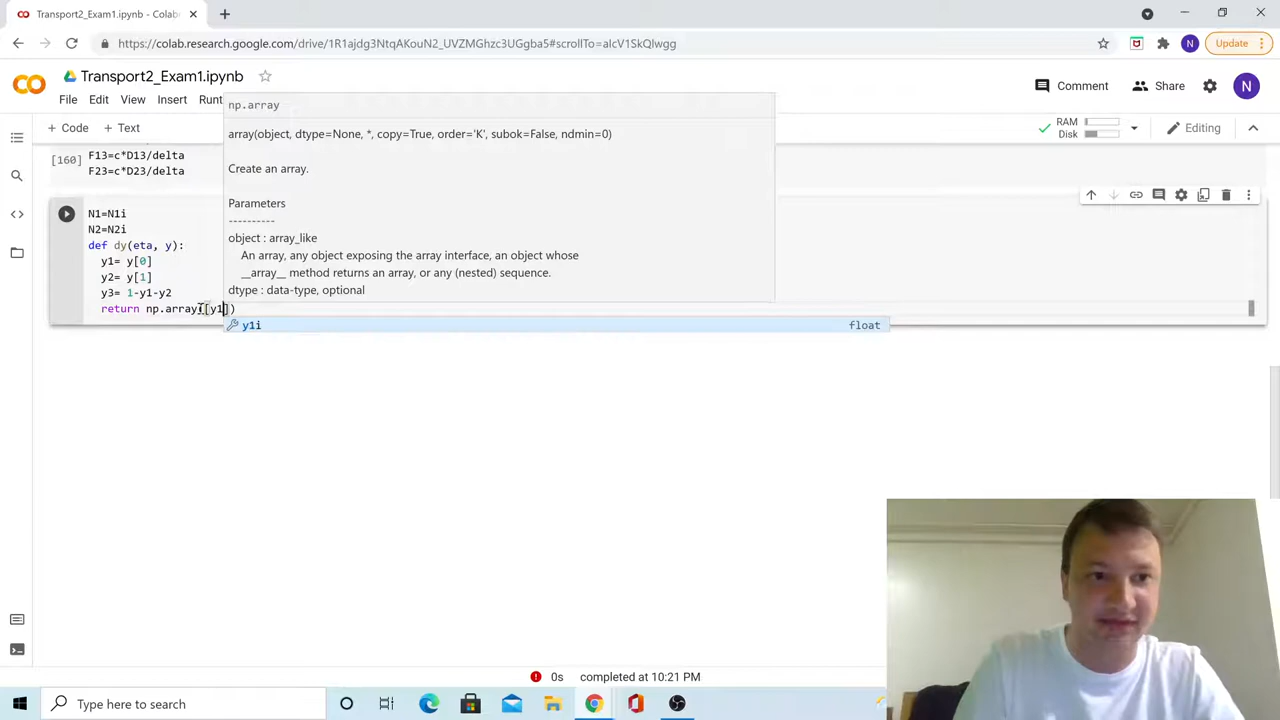 Transport2_Exam1.ipynb - Colab
https://colab.research.google.com/drive/1R1ajdg3NtqAKouN2_UVZMGhzc3UGgba5#scrollTo=alcV1SkQlwgg
N
Update
Transport2_Exam1.ipynb
Comment
Share
N
File Edit View Insert Run
+ Code + Text
RAM
Disk
Editing
np.array
array(object, dtype=None, *, copy=True, order='K', subok=False, ndmin=0)
Create an array.
Parameters
----------
object : array_like
An array, any object exposing the array interface, an object whose
__array__ method returns an array, or any (nested) sequence.
dtype : data-type, optional
[160]
F13=c*D13/delta
F23=c*D23/delta
N1=N1i
N2=N2i
def dy(eta, y):
y1= y[0]
y2= y[1]
y3= 1-y1-y2
return np.array([y1])
y1i float
0s completed at 10:21 PM
Type here to search